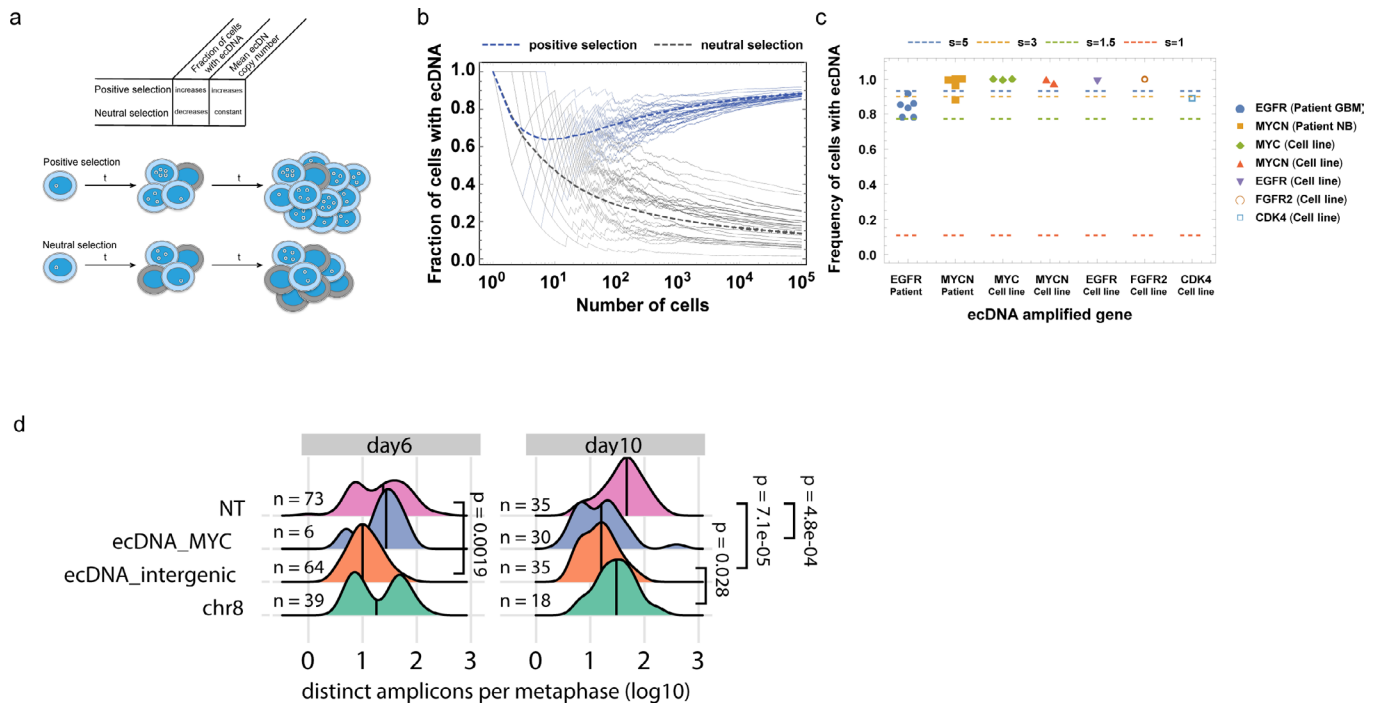 a
Fraction of cells
with ecDNA
Mean ecDN
copy number
Positive selection increases increases
Neutral selection decreases constant
Positive selection
t t
Neutral selection
t t
b
positive selection neutral selection
Fraction of cells with ecDNA
1.0
0.8
0.6
0.4
0.2
0.0
10^0 10^1 10^2 10^3 10^4 10^5
Number of cells
c
s=5 s=3 s=1.5 s=1
Frequency of cells with ecDNA
1.0
0.8
0.6
0.4
0.2
0.0
EGFR MYCN MYC MYCN EGFR FGFR2 CDK4
Patient Patient Cell line Cell line Cell line Cell line Cell line
ecDNA amplified gene
EGFR (Patient GBM)
MYCN (Patient NB)
MYC (Cell line)
MYCN (Cell line)
EGFR (Cell line)
FGFR2 (Cell line)
CDK4 (Cell line)
d
day6 day10
NT n = 73 n = 35
ecDNA_MYC n = 6 n = 30
ecDNA_intergenic n = 64 n = 35
chr8 n = 39 n = 18
p = 0.0019
p = 0.028
p = 7.1e-05
p = 4.8e-04
0 1 2 3 0 1 2 3
distinct amplicons per metaphase (log10)